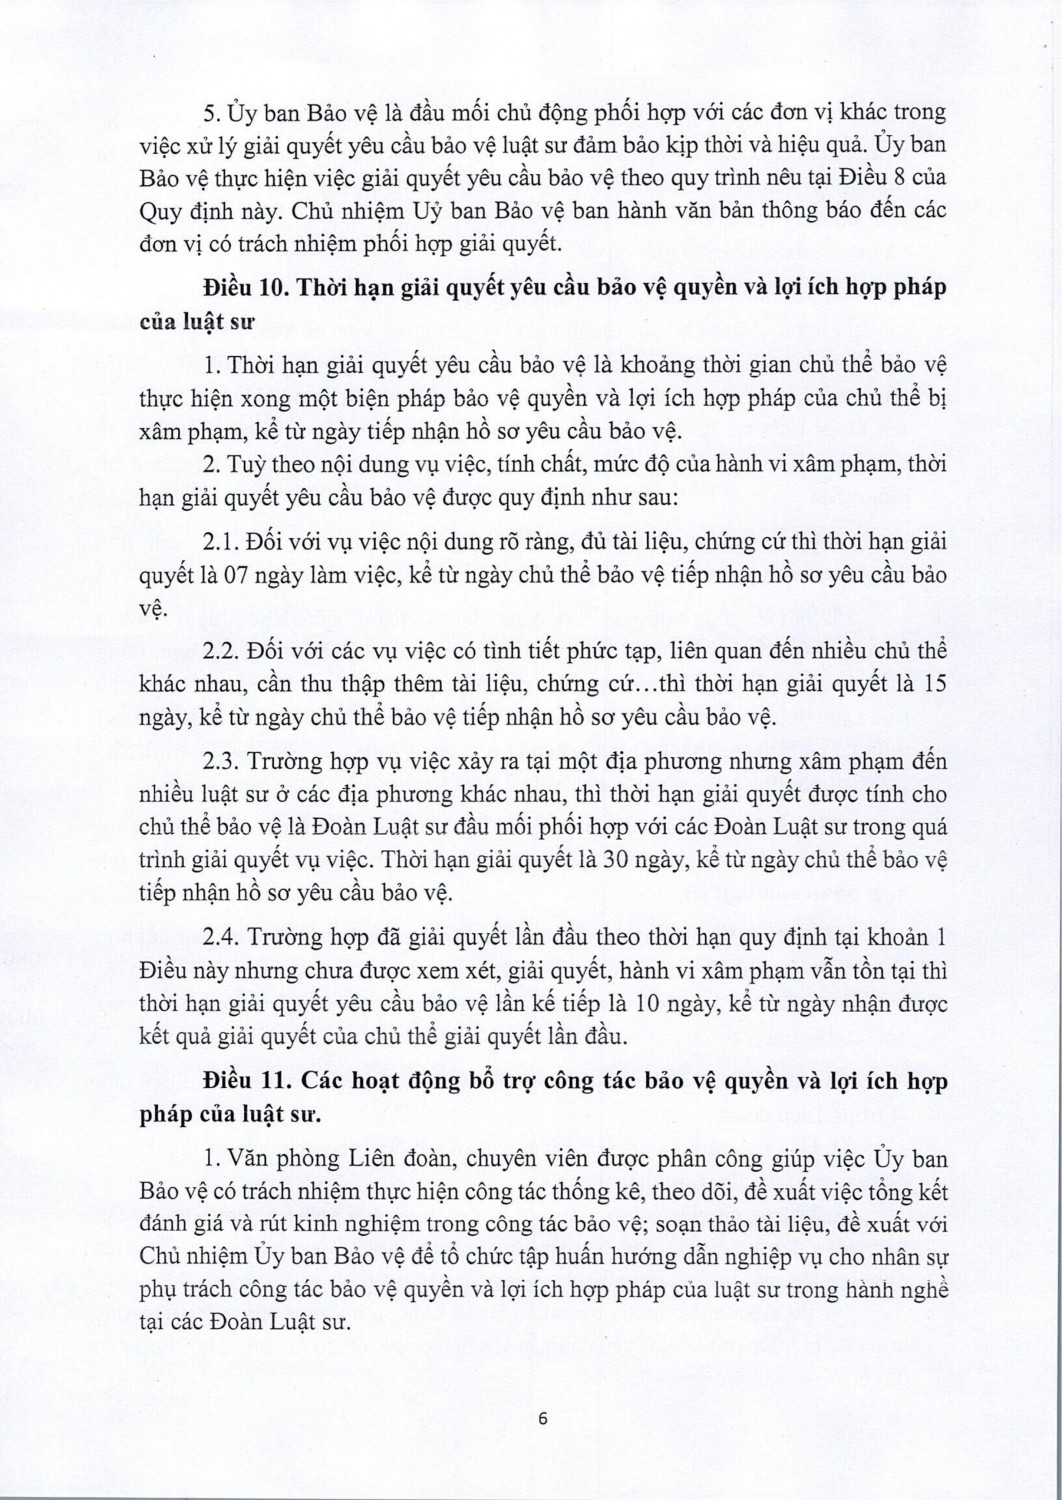 5. Ủy ban Bảo vệ là đầu mối chủ động phối hợp với các đơn vị khác trong
việc xử lý giải quyết yêu cầu bảo vệ luật sư đảm bảo kịp thời và hiệu quả. Ủy ban
Bảo vệ thực hiện việc giải quyết yêu cầu bảo vệ theo quy trình nêu tại Điều 8 của
Quy định này. Chủ nhiệm Uỷ ban Bảo vệ ban hành văn bản thông báo đến các
đơn vị có trách nhiệm phối hợp giải quyết.
Điều 10. Thời hạn giải quyết yêu cầu bảo vệ quyền và lợi ích hợp pháp
của luật sư
1. Thời hạn giải quyết yêu cầu bảo vệ là khoảng thời gian chủ thể bảo vệ
thực hiện xong một biện pháp bảo vệ quyền và lợi ích hợp pháp của chủ thể bị
xâm phạm, kể từ ngày tiếp nhận hồ sơ yêu cầu bảo vệ.
2. Tuỳ theo nội dung vụ việc, tính chất, mức độ của hành vi xâm phạm, thời
hạn giải quyết yêu cầu bảo vệ được quy định như sau:
2.1. Đối với vụ việc nội dung rõ ràng, đủ tài liệu, chứng cứ thì thời hạn giải
quyết là 07 ngày làm việc, kể từ ngày chủ thể bảo vệ tiếp nhận hồ sơ yêu cầu bảo
vệ.
2.2. Đối với các vụ việc có tình tiết phức tạp, liên quan đến nhiều chủ thể
khác nhau, cần thu thập thêm tài liệu, chứng cứ...thì thời hạn giải quyết là 15
ngày, kể từ ngày chủ thể bảo vệ tiếp nhận hồ sơ yêu cầu bảo vệ.
2.3. Trường hợp vụ việc xảy ra tại một địa phương nhưng xâm phạm đến
nhiều luật sư ở các địa phương khác nhau, thì thời hạn giải quyết được tính cho
chủ thể bảo vệ là Đoàn Luật sư đầu mối phối hợp với các Đoàn Luật sư trong quá
trình giải quyết vụ việc. Thời hạn giải quyết là 30 ngày, kể từ ngày chủ thể bảo vệ
tiếp nhận hồ sơ yêu cầu bảo vệ.
2.4. Trường hợp đã giải quyết lần đầu theo thời hạn quy định tại khoản 1
Điều này nhưng chưa được xem xét, giải quyết, hành vi xâm phạm vẫn tồn tại thì
thời hạn giải quyết yêu cầu bảo vệ lần kế tiếp là 10 ngày, kể từ ngày nhận được
kết quả giải quyết của chủ thể giải quyết lần đầu.
Điều 11. Các hoạt động bổ trợ công tác bảo vệ quyền và lợi ích hợp
pháp của luật sư.
1. Văn phòng Liên đoàn, chuyên viên được phân công giúp việc Ủy ban
Bảo vệ có trách nhiệm thực hiện công tác thống kê, theo dõi, đề xuất việc tổng kết
đánh giá và rút kinh nghiệm trong công tác bảo vệ; soạn thảo tài liệu, đề xuất với
Chủ nhiệm Ủy ban Bảo vệ để tổ chức tập huấn hướng dẫn nghiệp vụ cho nhân sự
phụ trách công tác bảo vệ quyền và lợi ích hợp pháp của luật sư trong hành nghề
tại các Đoàn Luật sư.
6